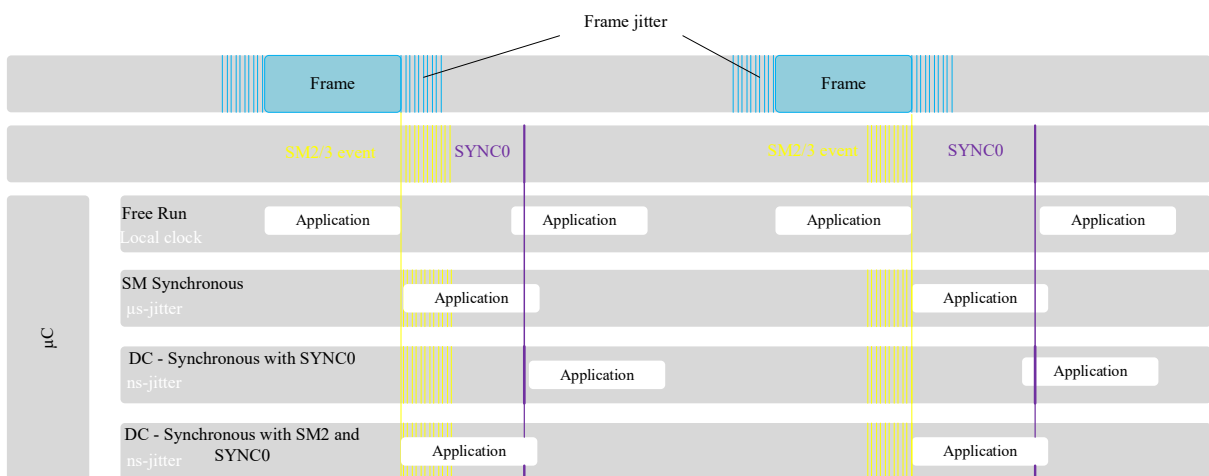 Frame jitter
Frame
Frame
SM2/3 event
SYNC0
SM2/3 event
SYNC0
μC
Free Run
Local clock
Application
Application
Application
Application
SM Synchronous
μs-jitter
Application
Application
DC - Synchronous with SYNC0
ns-jitter
Application
Application
DC - Synchronous with SM2 and
SYNC0
ns-jitter
Application
Application